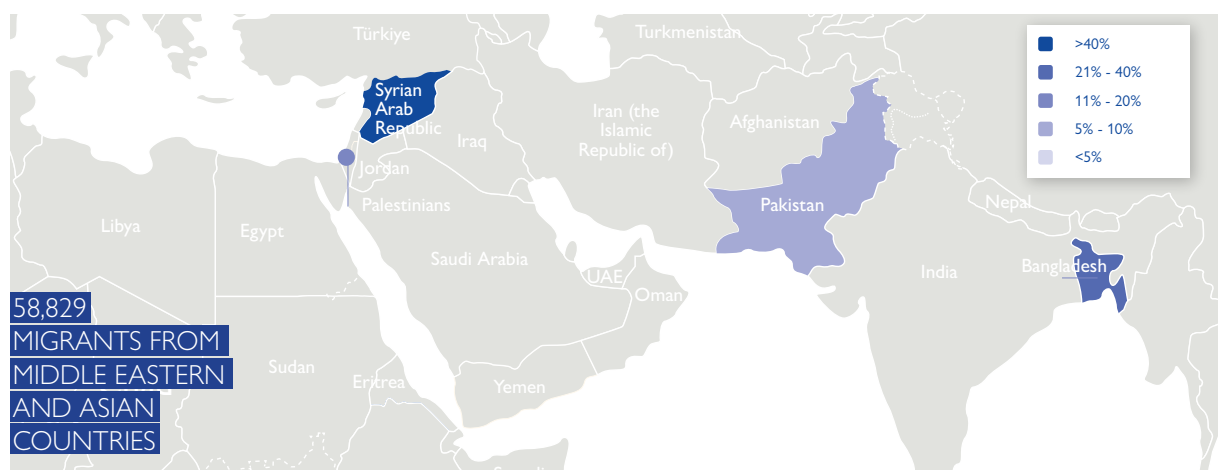 Türkiye
Turkmenistan
>40%
21% - 40%
11% - 20%
5% - 10%
<5%
Syrian
Arab
Republic
Iraq
Iran (the
Islamic
Republic of)
Afghanistan
Jordan
Palestinians
Pakistan
Nepal
Libya
Egypt
Saudi Arabia
UAE
Oman
India
Bangladesh
58,829
MIGRANTS FROM
MIDDLE EASTERN
AND ASIAN
COUNTRIES
Sudan
Eritrea
Yemen